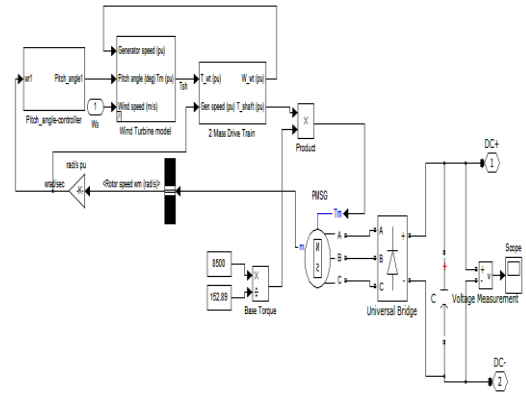 Generator speed (pu)
Pitch angle (deg) Tm (pu)
Wind speed (m/s)
Wind Turbine model
wr1
Pitch_angle1
Pitch_angle-controller
1
Ws
Tsh
T_wt (pu)
W_wt (pu)
Gen speed (pu)
T_shaft (pu)
2 Mass Drive Train
X
Product
rad/s pu
wrad/sec
-K-
<Rotor speed wm (rad/s)>
PMSG
Tm
m
N
S
A
B
C
A
B
C
+
-
Universal Bridge
8500
152.89
X
÷
Base Torque
DC+
1
+
C
+
-
v
Voltage Measurement
Scope
DC-
2